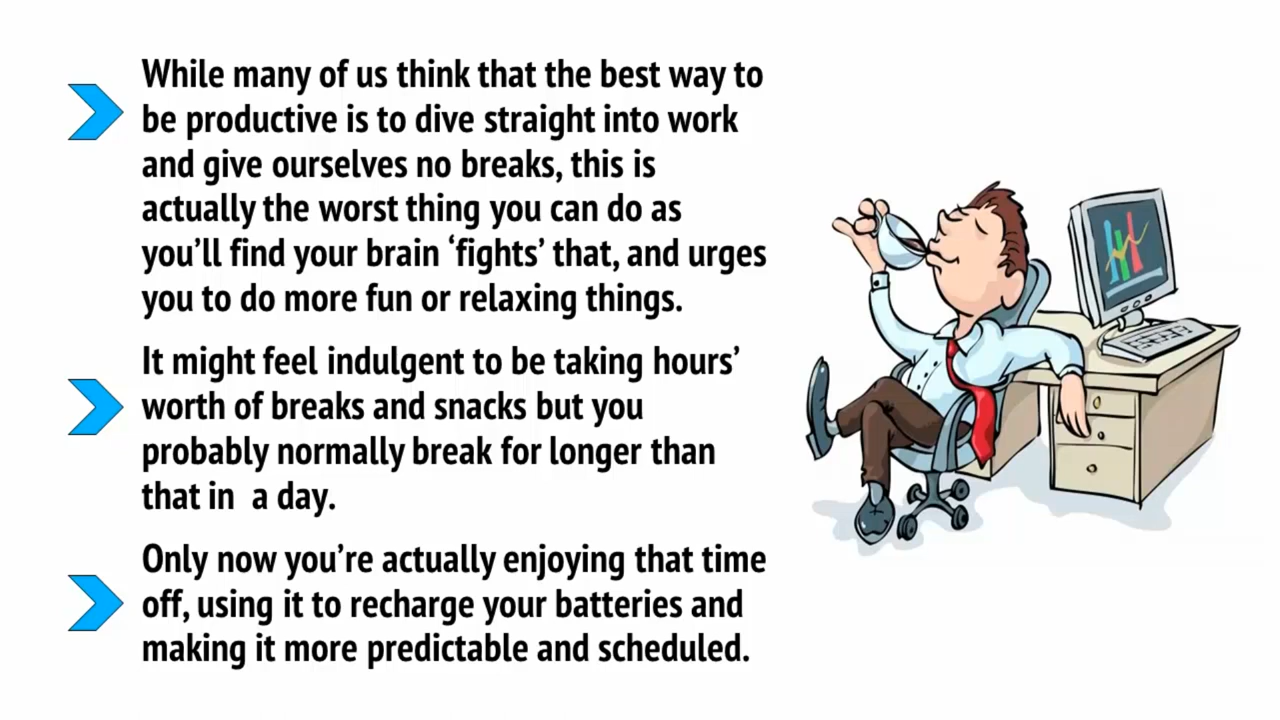 While many of us think that the best way to
be productive is to dive straight into work
and give ourselves no breaks, this is
actually the worst thing you can do as
you’ll find your brain ‘fights’ that, and urges
you to do more fun or relaxing things.
It might feel indulgent to be taking hours’
worth of breaks and snacks but you
probably normally break for longer than
that in  a day.
Only now you’re actually enjoying that time
off, using it to recharge your batteries and
making it more predictable and scheduled.